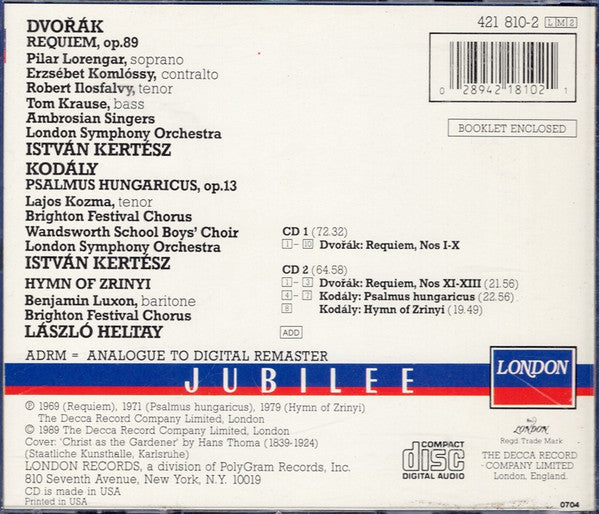 DVOŘÁK
REQUIEM, op.89
Pilar Lorengar, soprano
Erzsébet Komlóssy, contralto
Robert Ilosfalvy, tenor
Tom Krause, bass
Ambrosian Singers
London Symphony Orchestra
ISTVÁN KERTÉSZ
KODÁLY
PSALMUS HUNGARICUS, op.13
Lajos Kozma, tenor
Brighton Festival Chorus
Wandsworth School Boys' Choir
London Symphony Orchestra
ISTVÁN KERTÉSZ
HYMN OF ZRINYI
Benjamin Luxon, baritone
Brighton Festival Chorus
LÁSZLÓ HELTAY
421 810-2 L M 2
0 28942 18102 1
BOOKLET ENCLOSED
CD 1 (72.32)
1 - 10 Dvořák: Requiem, Nos I-X
CD 2 (64.58)
1 - 3 Dvořák: Requiem, Nos XI-XIII (21.56)
4 - 7 Kodály: Psalmus hungaricus (22.56)
8 Kodály: Hymn of Zrinyi (19.49)
ADD
ADRM = ANALOGUE TO DIGITAL REMASTER
JUBILEE
LONDON
℗ 1969 (Requiem), 1971 (Psalmus hungaricus), 1979 (Hymn of Zrinyi)
The Decca Record Company Limited, London
© 1989 The Decca Record Company Limited, London
Cover: 'Christ as the Gardener' by Hans Thoma (1839-1924)
(Staatliche Kunsthalle, Karlsruhe)
LONDON RECORDS, a division of PolyGram Records, Inc.
810 Seventh Avenue, New York, N.Y. 10019
CD is made in USA
Printed in USA
COMPACT
disc
DIGITAL AUDIO
LONDON
Regd Trade Mark
THE DECCA RECORD
COMPANY LIMITED
London, England.
0704